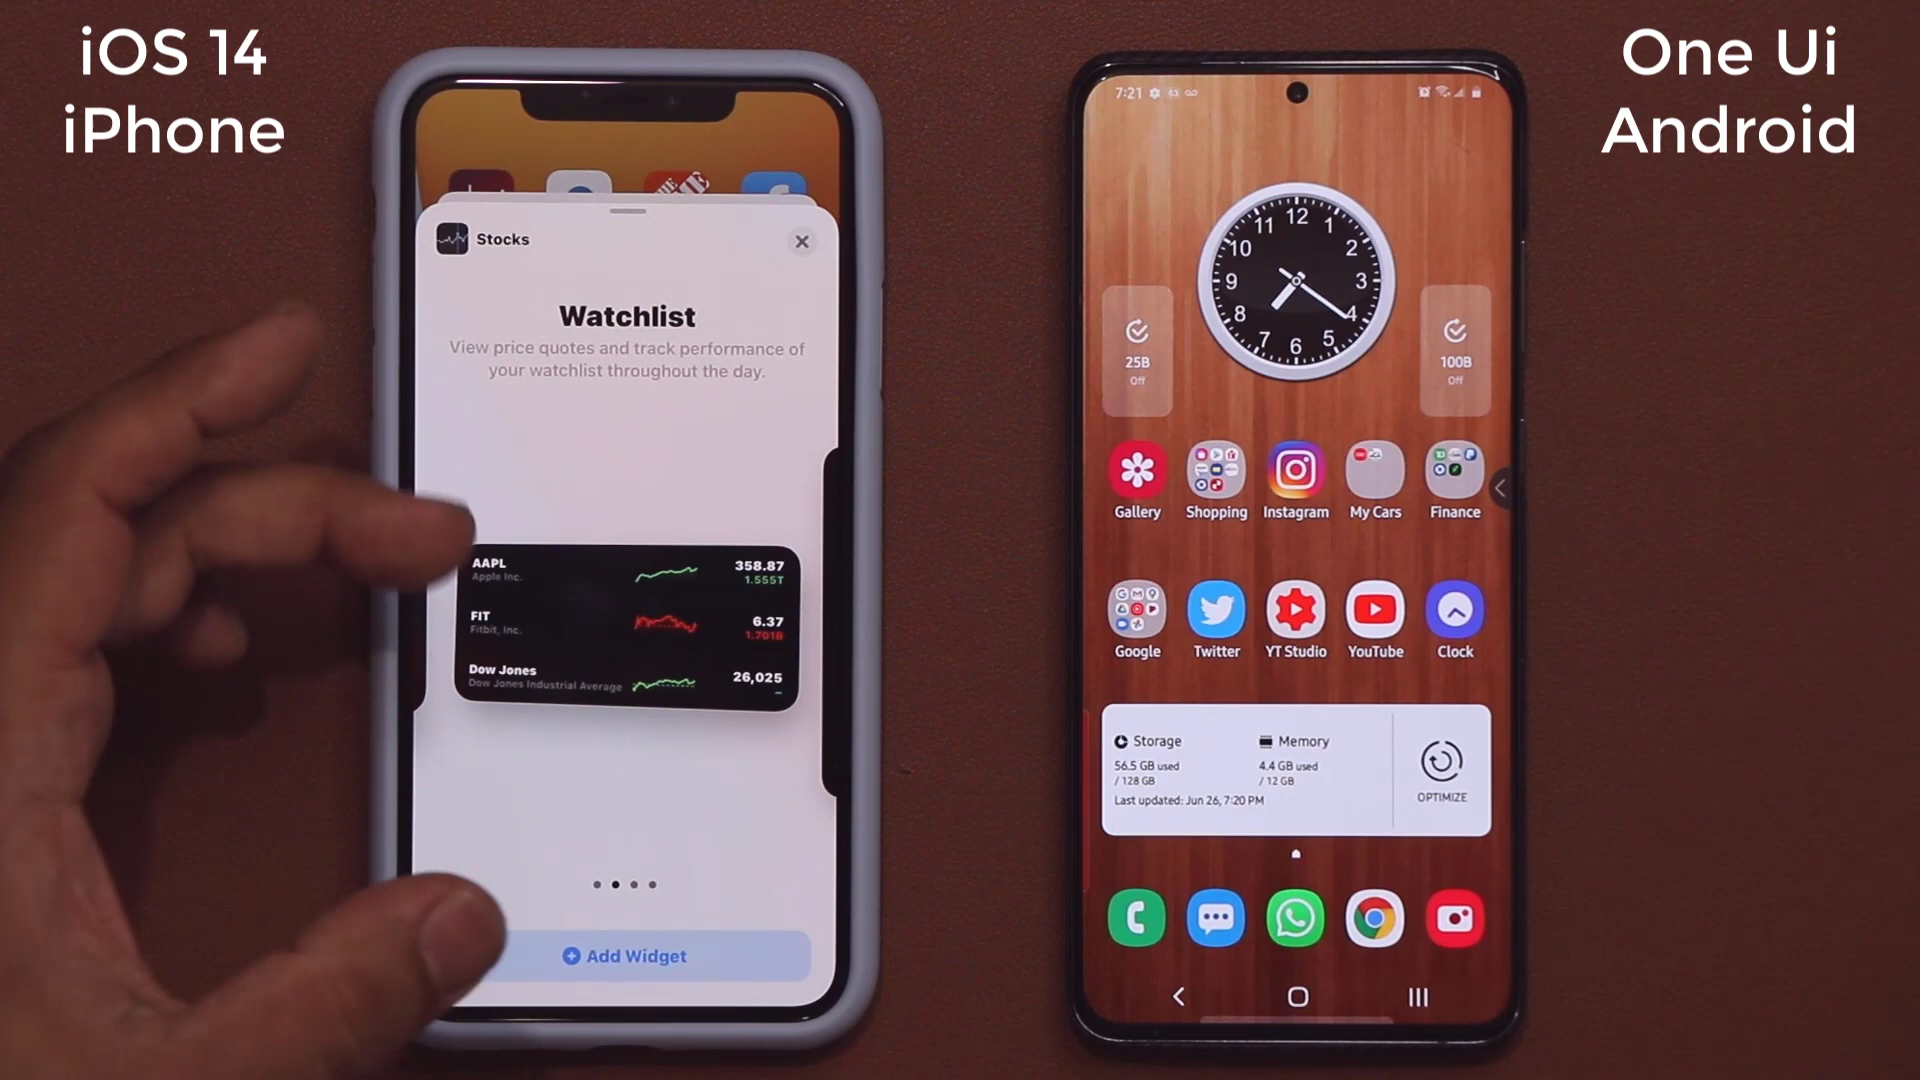 iOS 14
iPhone
One Ui
Android
Stocks
Watchlist
View price quotes and track performance of
your watchlist throughout the day.
AAPL
Apple Inc.
358.87
1.555T
FIT
Fitbit, Inc.
6.37
1.701B
Dow Jones
Dow Jones Industrial Average
26,025
Add Widget
7:21
12
1
2
3
4
5
6
7
8
9
10
11
25B
Off
100B
Off
Gallery
Shopping
Instagram
My Cars
Finance
Google
Twitter
YT Studio
YouTube
Clock
Storage
56.5 GB used
/ 128 GB
Memory
4.4 GB used
/ 12 GB
Last updated: Jun 26, 7:20 PM
OPTIMIZE